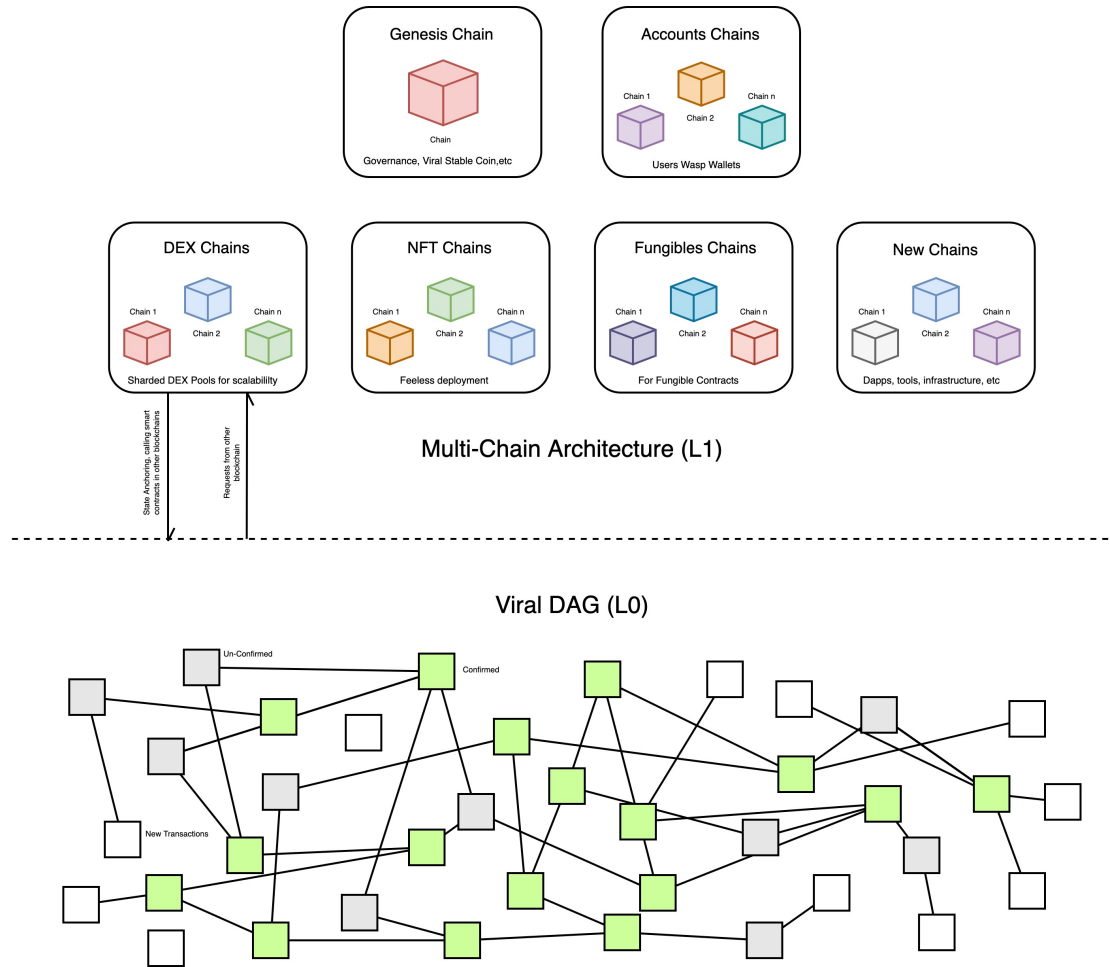 Genesis Chain
Chain
Governance, Viral Stable Coin,etc
Accounts Chains
Chain 1
Chain 2
Chain n
Users Wasp Wallets
DEX Chains
Chain 1
Chain 2
Chain n
Sharded DEX Pools for scalabililty
NFT Chains
Chain 1
Chain 2
Chain n
Feeless deployment
Fungibles Chains
Chain 1
Chain 2
Chain n
For Fungible Contracts
New Chains
Chain 1
Chain 2
Chain n
Dapps, tools, infrastructure, etc
State Anchoring, calling smart
contracts in other blockchains
Requests from other
blockchain
Multi-Chain Architecture (L1)
Viral DAG (L0)
Un-Confirmed
Confirmed
New Transactions